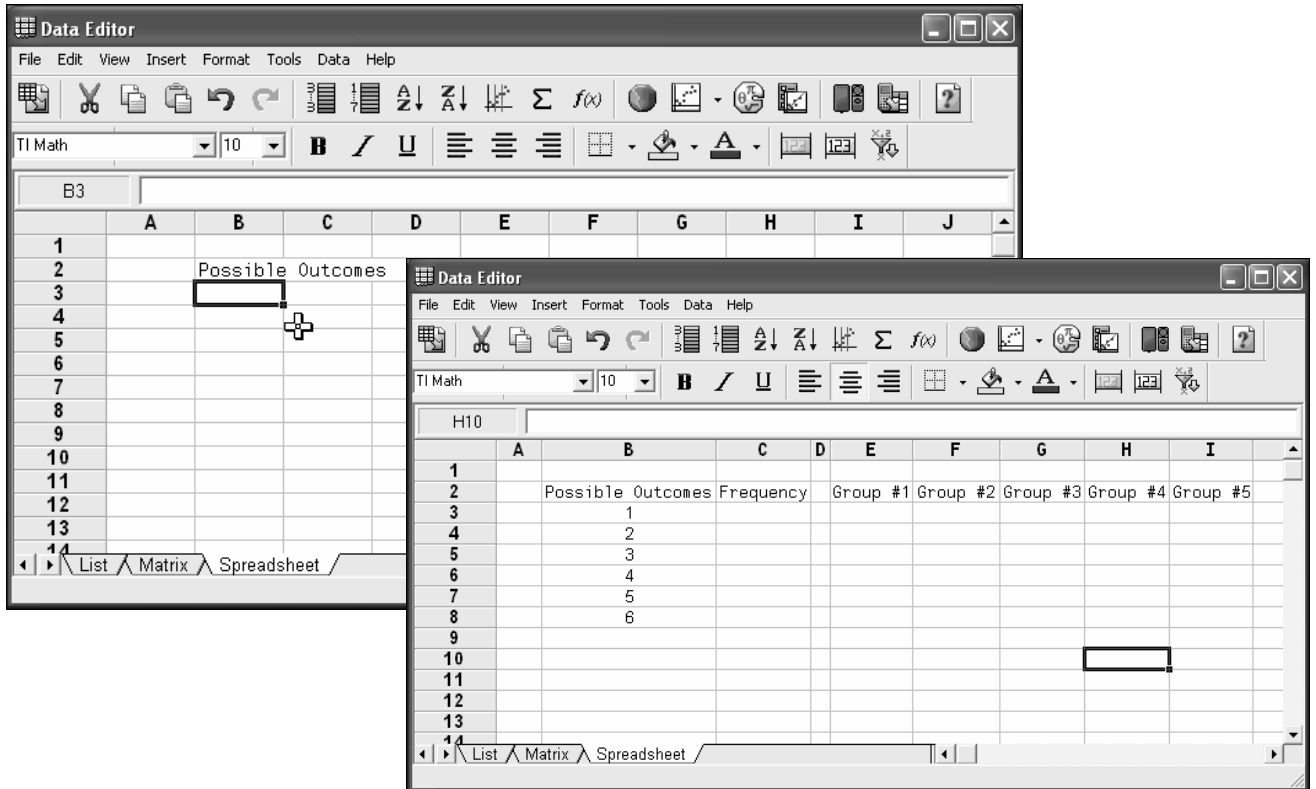 Data Editor
File Edit View Insert Format Tools Data Help
TI Math 10 B I U
B3
A B C D E F G H I J
1
2 Possible Outcomes
3
4
5
6
7
8
9
10
11
12
13
14
List Matrix Spreadsheet
Data Editor
File Edit View Insert Format Tools Data Help
TI Math 10 B I U
H10
A B C D E F G H I
1
2 Possible Outcomes Frequency Group #1 Group #2 Group #3 Group #4 Group #5
3 1
4 2
5 3
6 4
7 5
8 6
9
10
11
12
13
14
List Matrix Spreadsheet